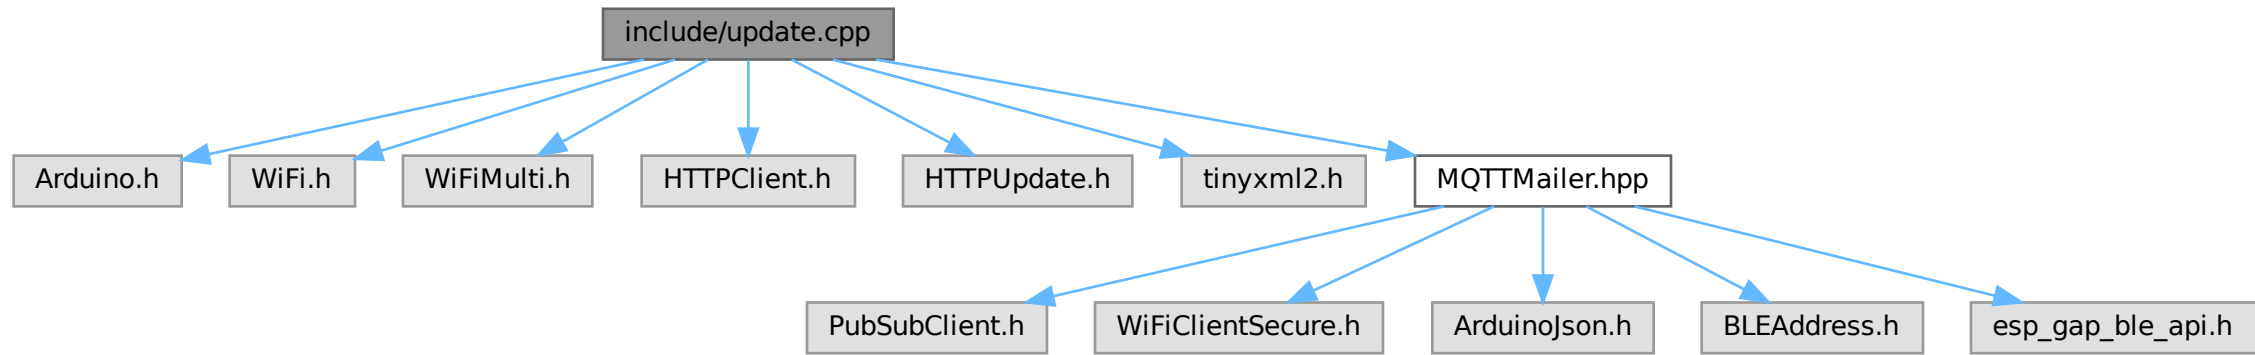 include/update.cpp
Arduino.h
WiFi.h
WiFiMulti.h
HTTPClient.h
HTTPUpdate.h
tinyxml2.h
MQTTMailer.hpp
PubSubClient.h
WiFiClientSecure.h
ArduinoJson.h
BLEAddress.h
esp_gap_ble_api.h